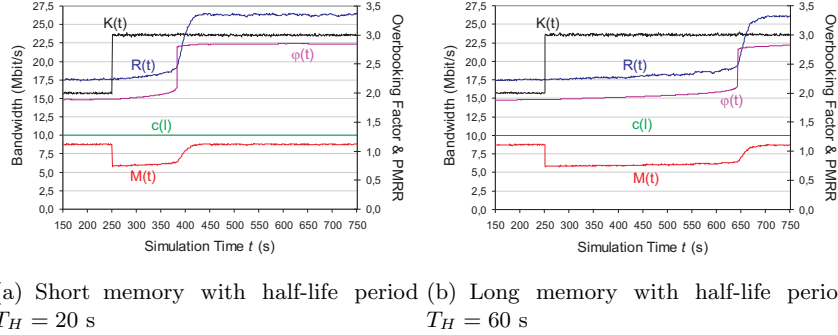 27,5
25,0
22,5
20,0
17,5
15,0
12,5
10,0
7,5
5,0
2,5
0,0
Bandwidth (Mbit/s)
K(t)
R(t)
φ(t)
c(l)
M(t)
3,5
3,0
2,5
2,0
1,5
1,0
0,5
0,0
Overbooking Factor & PMRR
150 200 250 300 350 400 450 500 550 600 650 700 750
Simulation Time t (s)
27,5
25,0
22,5
20,0
17,5
15,0
12,5
10,0
7,5
5,0
2,5
0,0
Bandwidth (Mbit/s)
K(t)
R(t)
φ(t)
c(l)
M(t)
3,5
3,0
2,5
2,0
1,5
1,0
0,5
0,0
Overbooking Factor & PMRR
150 200 250 300 350 400 450 500 550 600 650 700 750
Simulation Time t (s)
(a) Short memory with half-life period
T_H = 20 s
(b) Long memory with half-life perio
T_H = 60 s